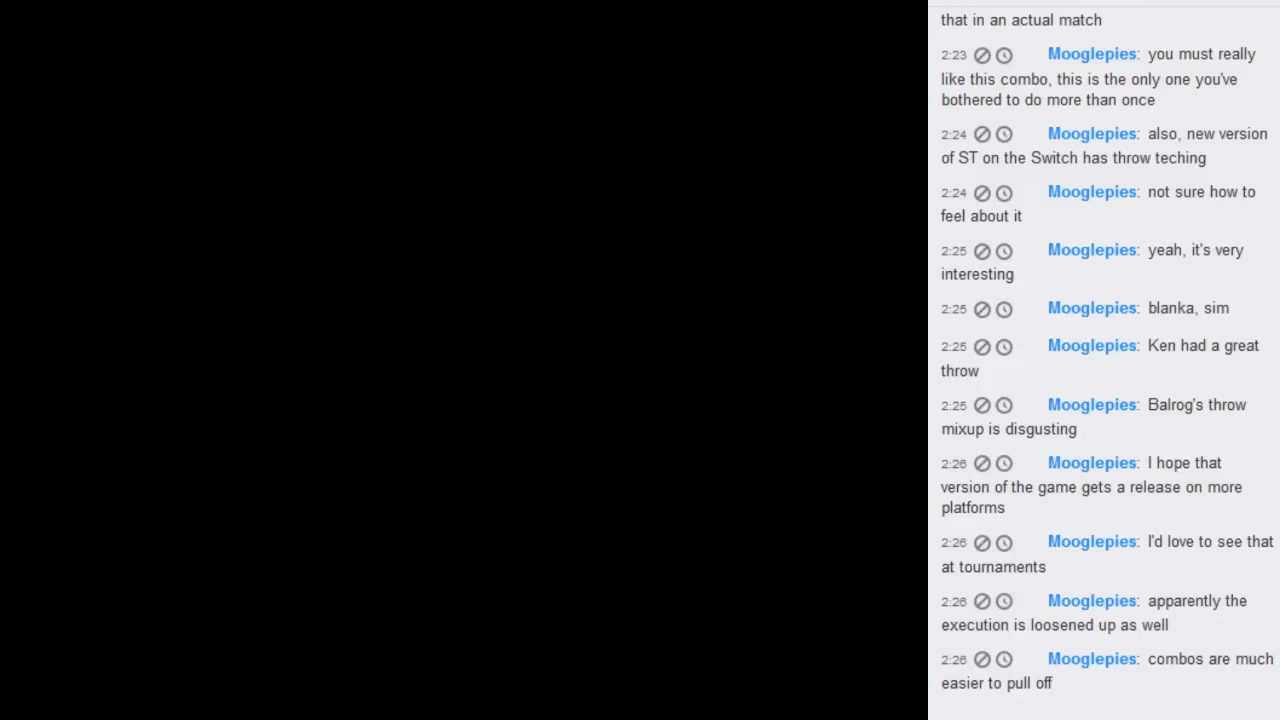 that in an actual match
2:23 Mooglepies: you must really
like this combo, this is the only one you've
bothered to do more than once
2:24 Mooglepies: also, new version
of ST on the Switch has throw teching
2:24 Mooglepies: not sure how to
feel about it
2:25 Mooglepies: yeah, it's very
interesting
2:25 Mooglepies: blanka, sim
2:25 Mooglepies: Ken had a great
throw
2:25 Mooglepies: Balrog's throw
mixup is disgusting
2:26 Mooglepies: I hope that
version of the game gets a release on more
platforms
2:26 Mooglepies: I'd love to see that
at tournaments
2:26 Mooglepies: apparently the
execution is loosened up as well
2:26 Mooglepies: combos are much
easier to pull off